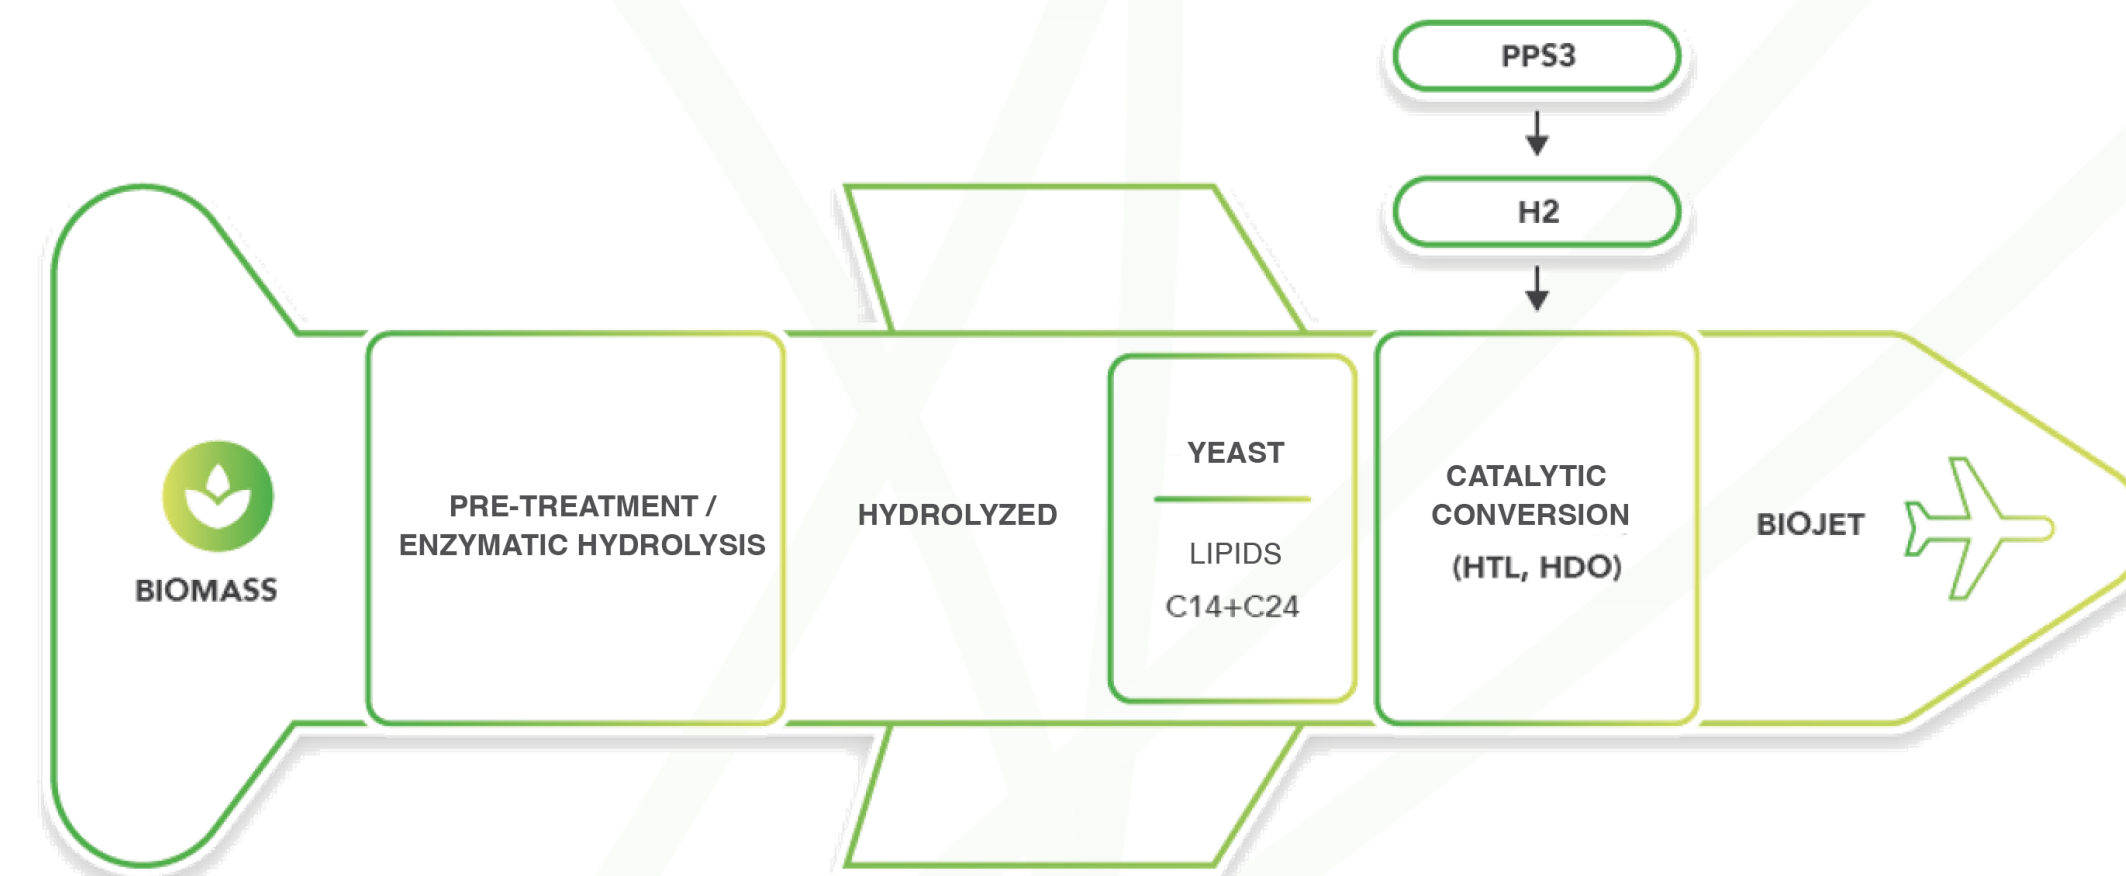 PPS3
H2
BIOMASS
PRE-TREATMENT /
ENZYMATIC HYDROLYSIS
HYDROLYZED
YEAST
LIPIDS
C14+C24
CATALYTIC
CONVERSION
(HTL, HDO)
BIOJET